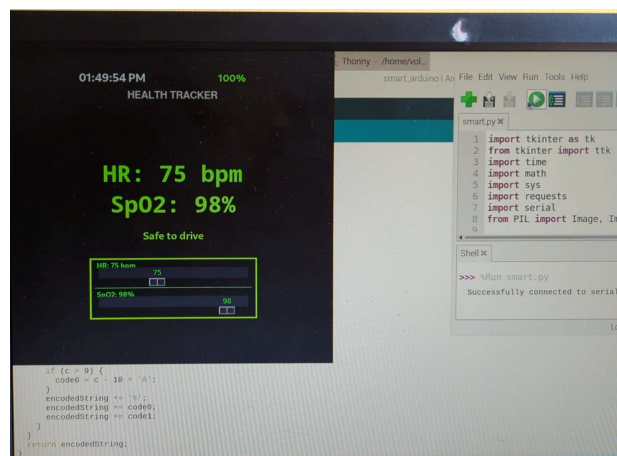 Thonny - /home/vol...
smart_arduino | Ar
File Edit View Run Tools Help
01:49:54 PM 100%
HEALTH TRACKER
HR: 75 bpm
SpO2: 98%
Safe to drive
HR: 75 bpm
75
SpO2: 98%
98
smart.py ×
1 import tkinter as tk
2 from tkinter import ttk
3 import time
4 import math
5 import sys
6 import requests
7 import serial
8 from PIL import Image, Im
9
Shell ×
>>> %Run smart.py
Successfully connected to serial
Lo
if (c > 9) {
code0 = c - 10 + 'A';
}
encodedString += '%';
encodedString += code0;
encodedString += code1;
}
}
return encodedString;
}